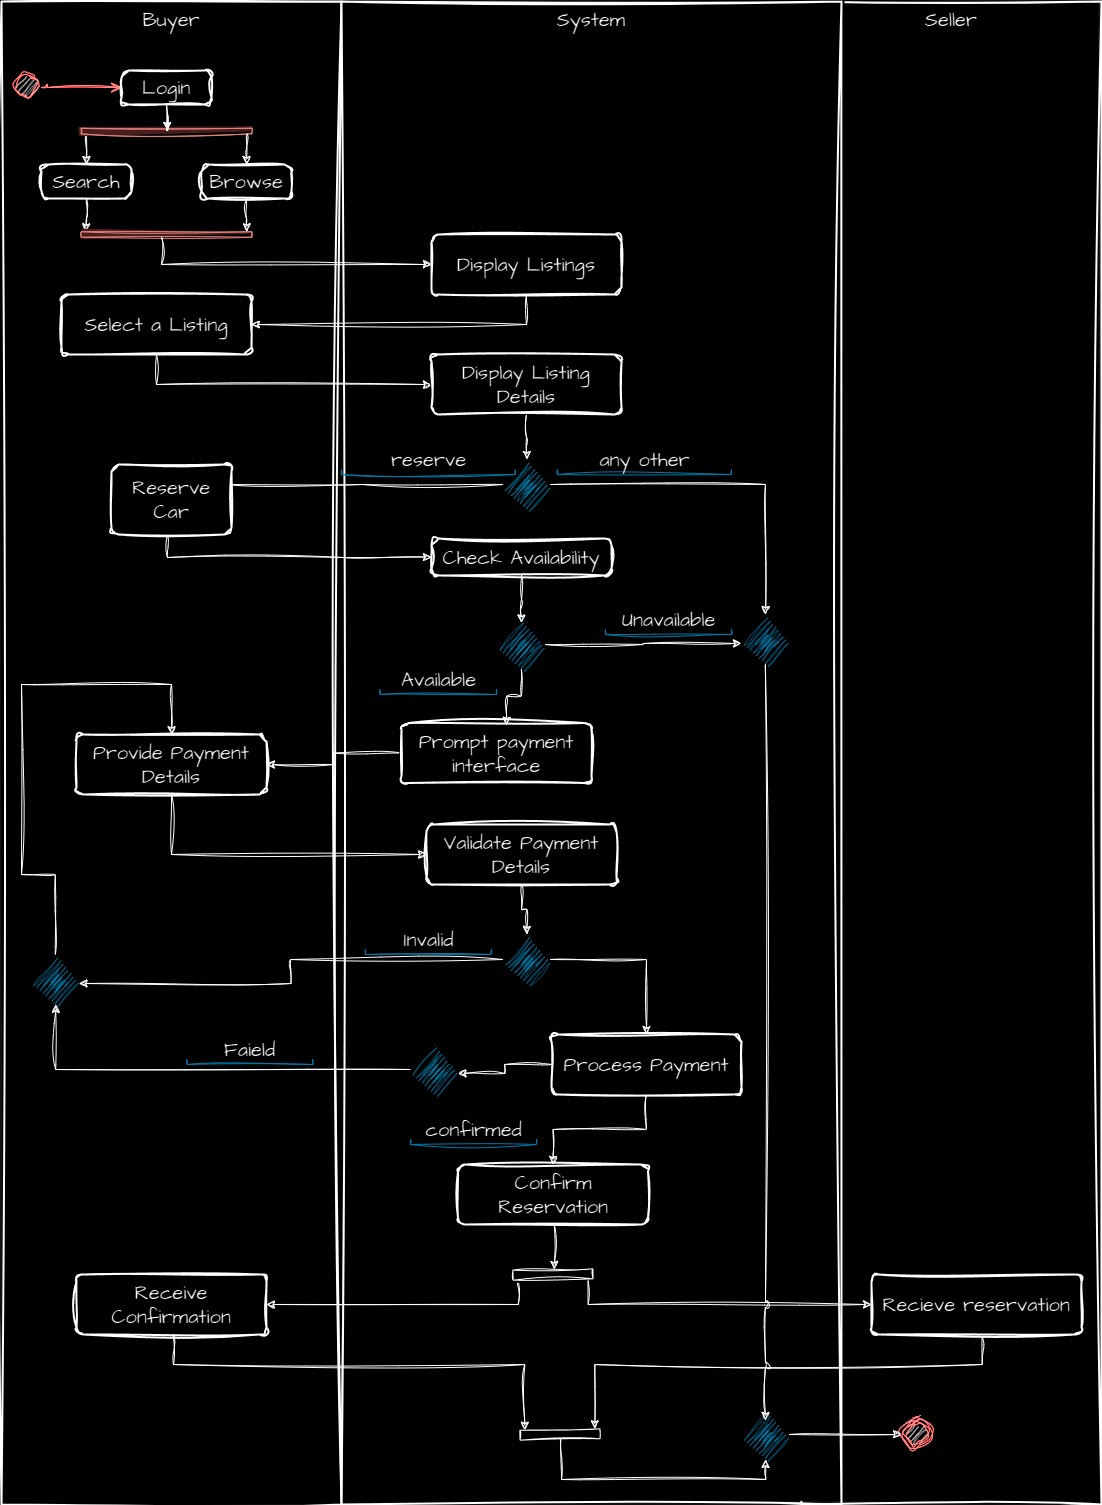 Buyer
System
Seller
Login
Search
Browse
Display Listings
Select a Listing
Display Listing
Details
reserve
any other
Reserve
Car
Check Availability
Unavailable
Available
Prompt payment
interface
Provide Payment
Details
Validate Payment
Details
Invalid
Faield
Process Payment
confirmed
Confirm
Reservation
Receive
Confirmation
Recieve reservation